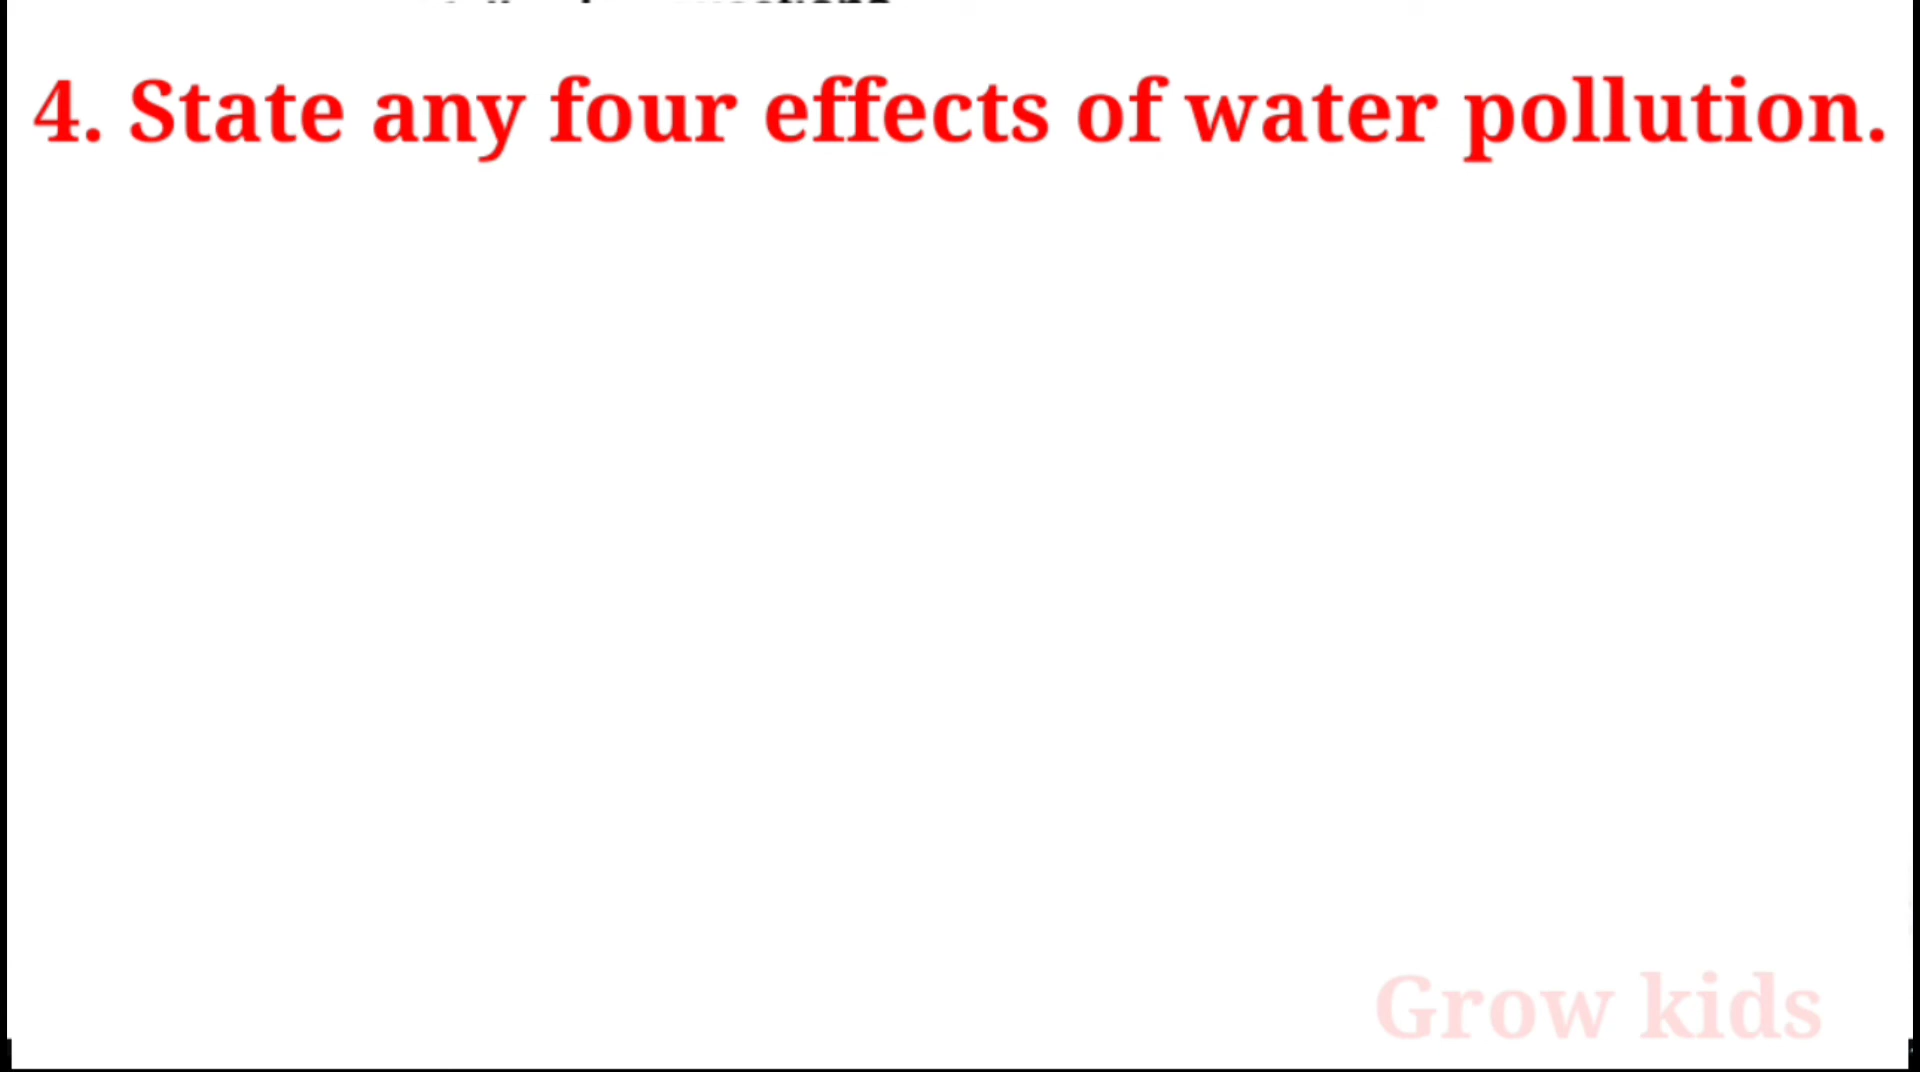 4. State any four effects of water pollution.
Grow kids